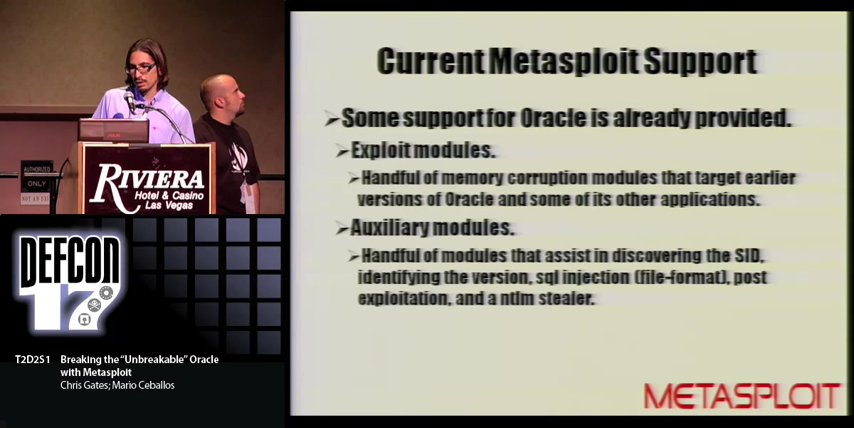 Current Metasploit Support
Some support for Oracle is already provided.
Exploit modules.
Handful of memory corruption modules that target earlier
versions of Oracle and some of its other applications.
Auxiliary modules.
Handful of modules that assist in discovering the SID,
identifying the version, sql injection (file-format), post
exploitation, and a ntlm stealer.
METASPLOIT
AUTHORIZED
ONLY
RIVIERA
Hotel & Casino
Las Vegas
DEFCON
17
T2D2S1 Breaking the “Unbreakable” Oracle
with Metasploit
Chris Gates; Mario Ceballos